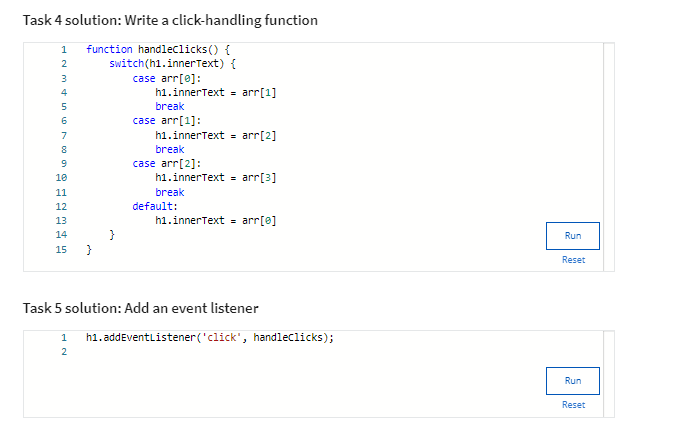 Task 4 solution: Write a click-handling function
1 function handleClicks() {
2 switch(h1.innerText) {
3 case arr[0]:
4 h1.innerText = arr[1]
5 break
6 case arr[1]:
7 h1.innerText = arr[2]
8 break
9 case arr[2]:
10 h1.innerText = arr[3]
11 break
12 default:
13 h1.innerText = arr[0]
14 }
15 }
Run
Reset
Task 5 solution: Add an event listener
1 h1.addEventListener('click', handleClicks);
2
Run
Reset